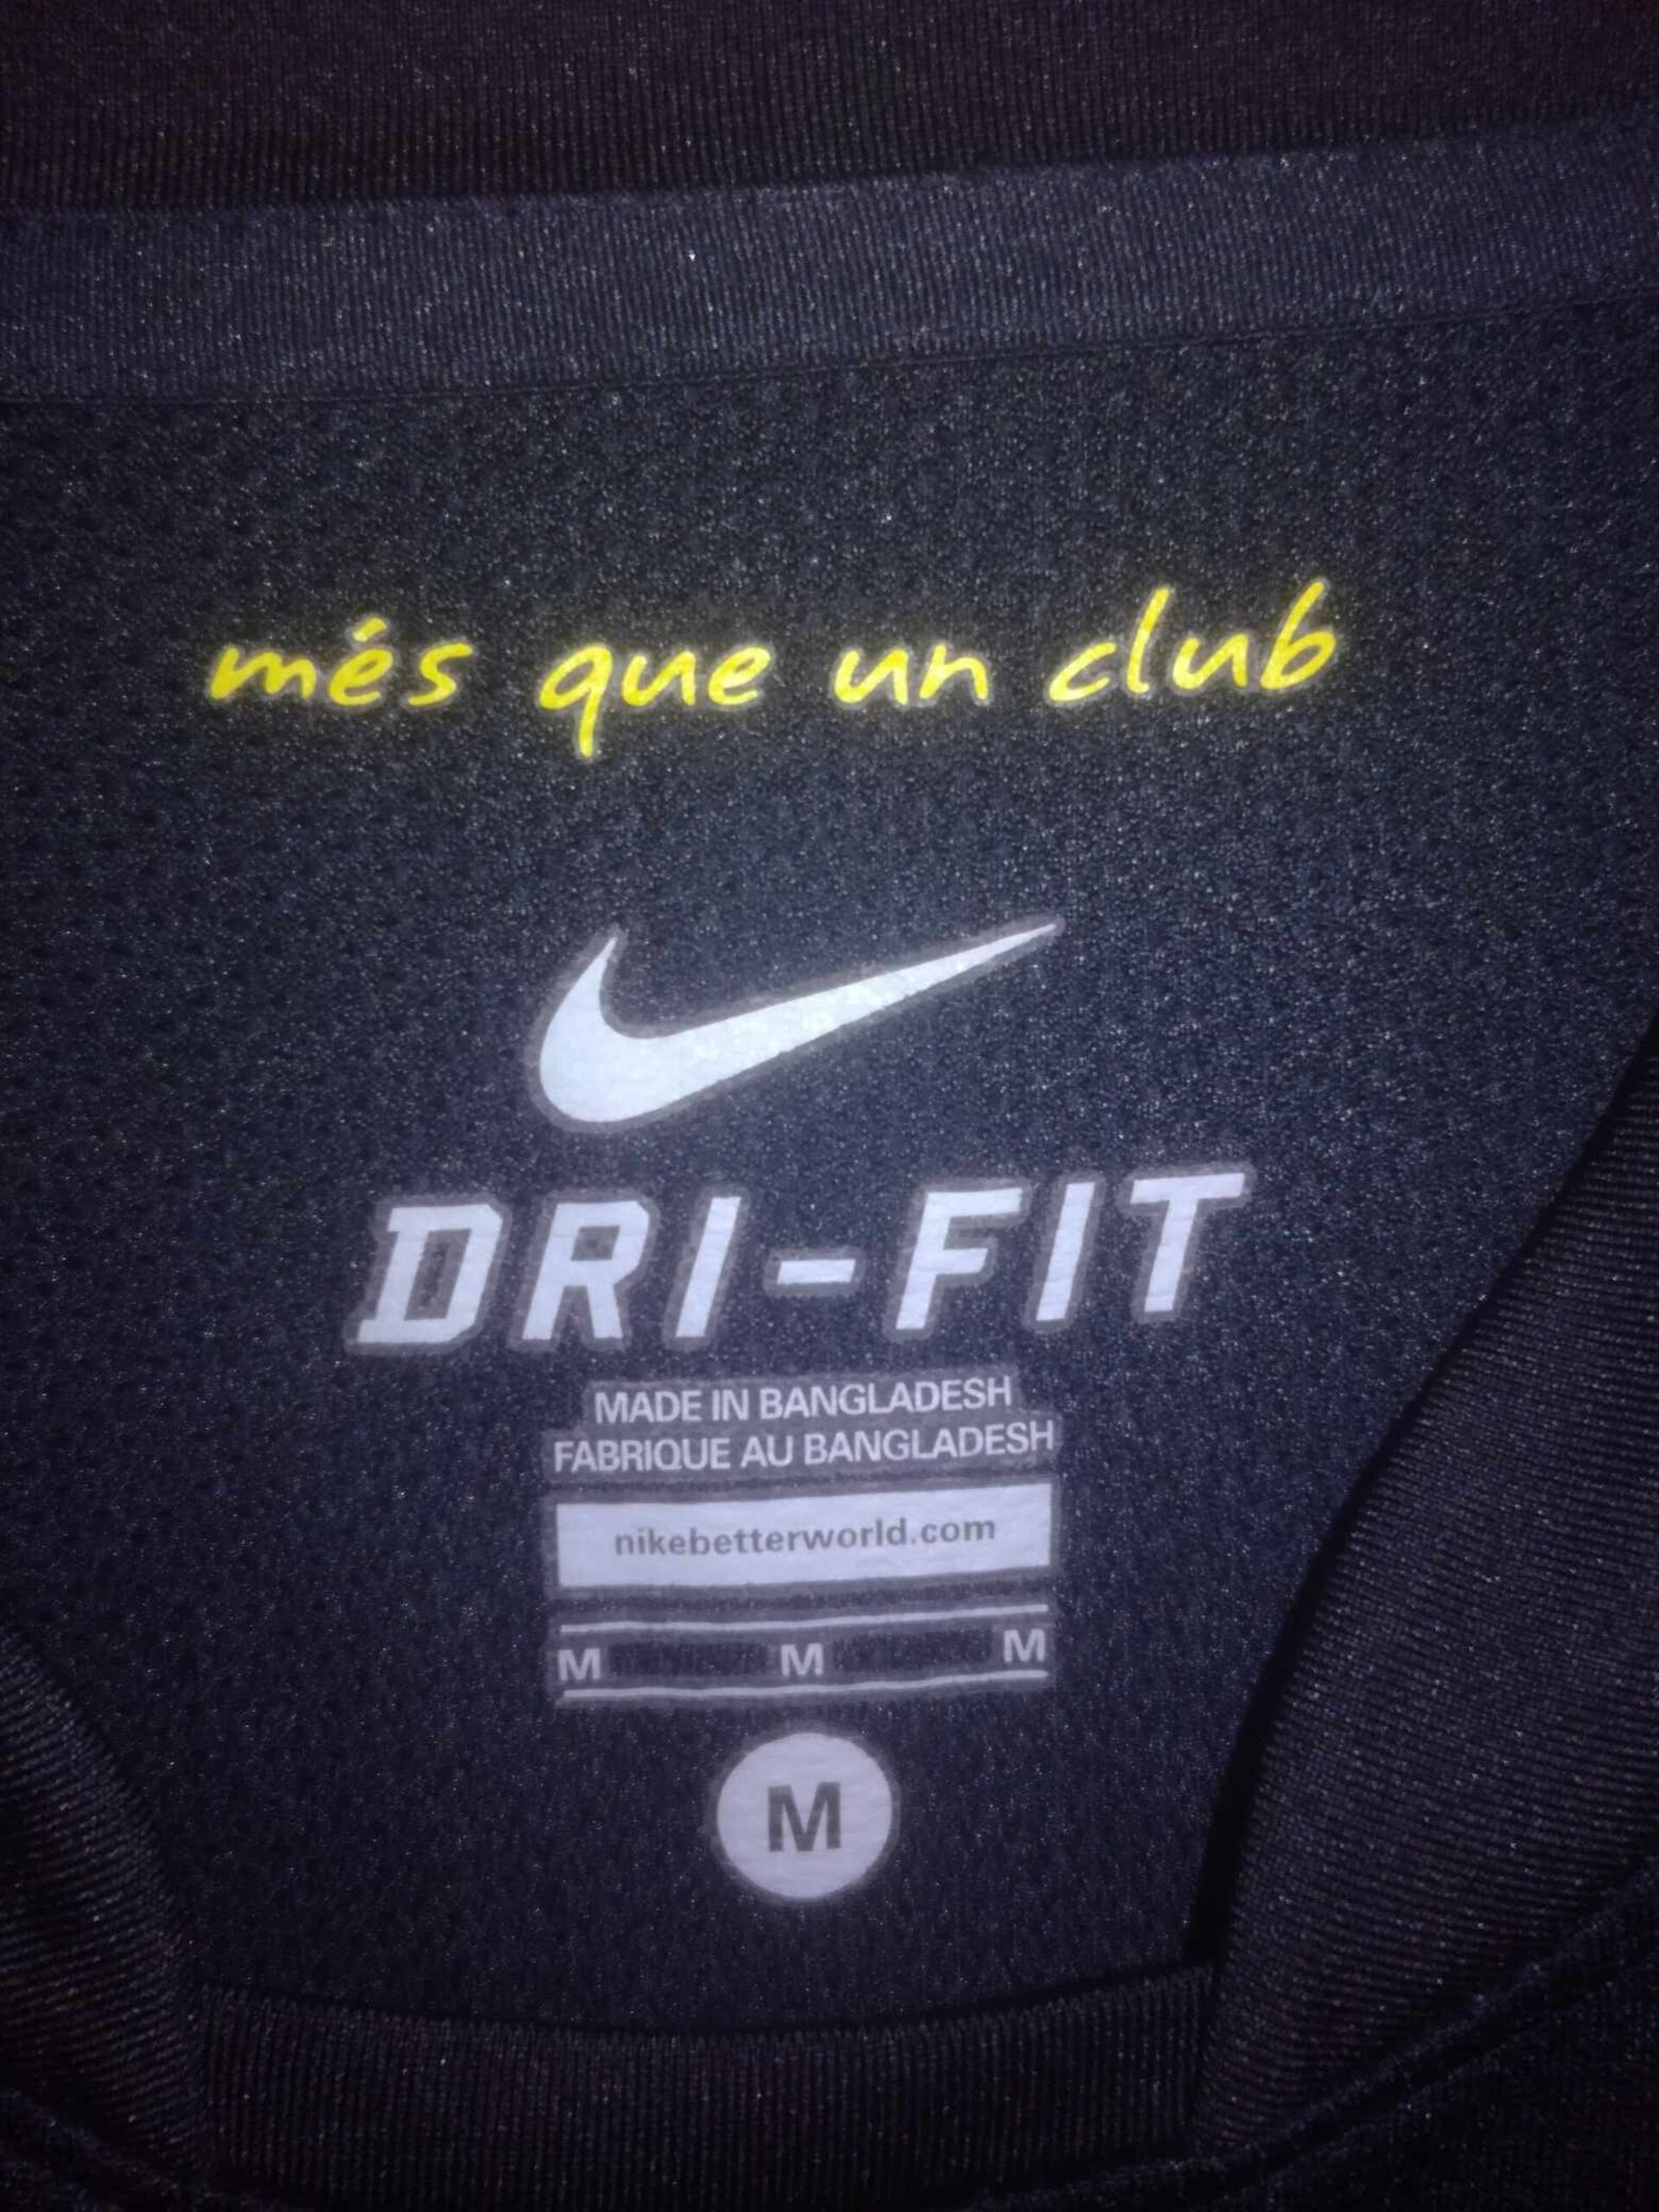 més que un club
DRI-FIT
MADE IN BANGLADESH
FABRIQUE AU BANGLADESH
nikebetterworld.com
M M M
M